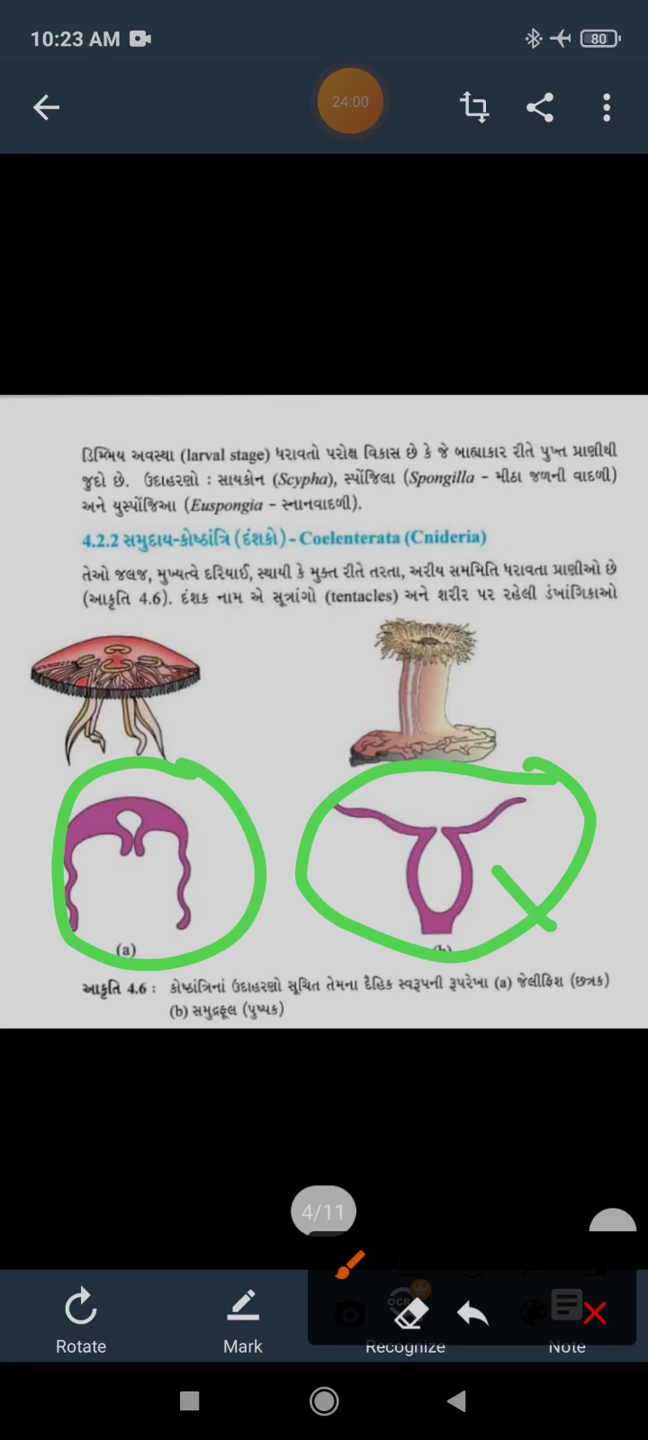 10:23 AM
80
24:00
ડિમ્ભિય અવસ્થા (larval stage) ધરાવતો પરોક્ષ વિકાસ છે કે જે બાહ્યાકાર રીતે પુખ્ત પ્રાણીથી
જુદો છે. ઉદાહરણો : સાયકોન (Scypha), સ્પોંજિલા (Spongilla - મીઠા જળની વાદળી)
અને યુસ્પોંજિઆ (Euspongia - સ્નાનવાદળી).
4.2.2 સમુદાય-કોષ્ઠાંત્રિ (દંશકો) - Coelenterata (Cnideria)
તેઓ જલજ, મુખ્યત્વે દરિયાઈ, સ્થાયી કે મુક્ત રીતે તરતા, અરીય સમમિતિ ધરાવતા પ્રાણીઓ છે
(આકૃતિ 4.6). દંશક નામ એ સૂત્રાંગો (tentacles) અને શરીર પર રહેલી ડંખાંગિકાઓ
(a)
(b)
આકૃતિ 4.6 : કોષ્ઠાંત્રિનાં ઉદાહરણો સૂચિત તેમના દૈહિક સ્વરૂપની રૂપરેખા (a) જેલીફિશ (છત્રક)
(b) સમુદ્રફૂલ (પુષ્પક)
4/11
Rotate
Mark
Recognize
Note